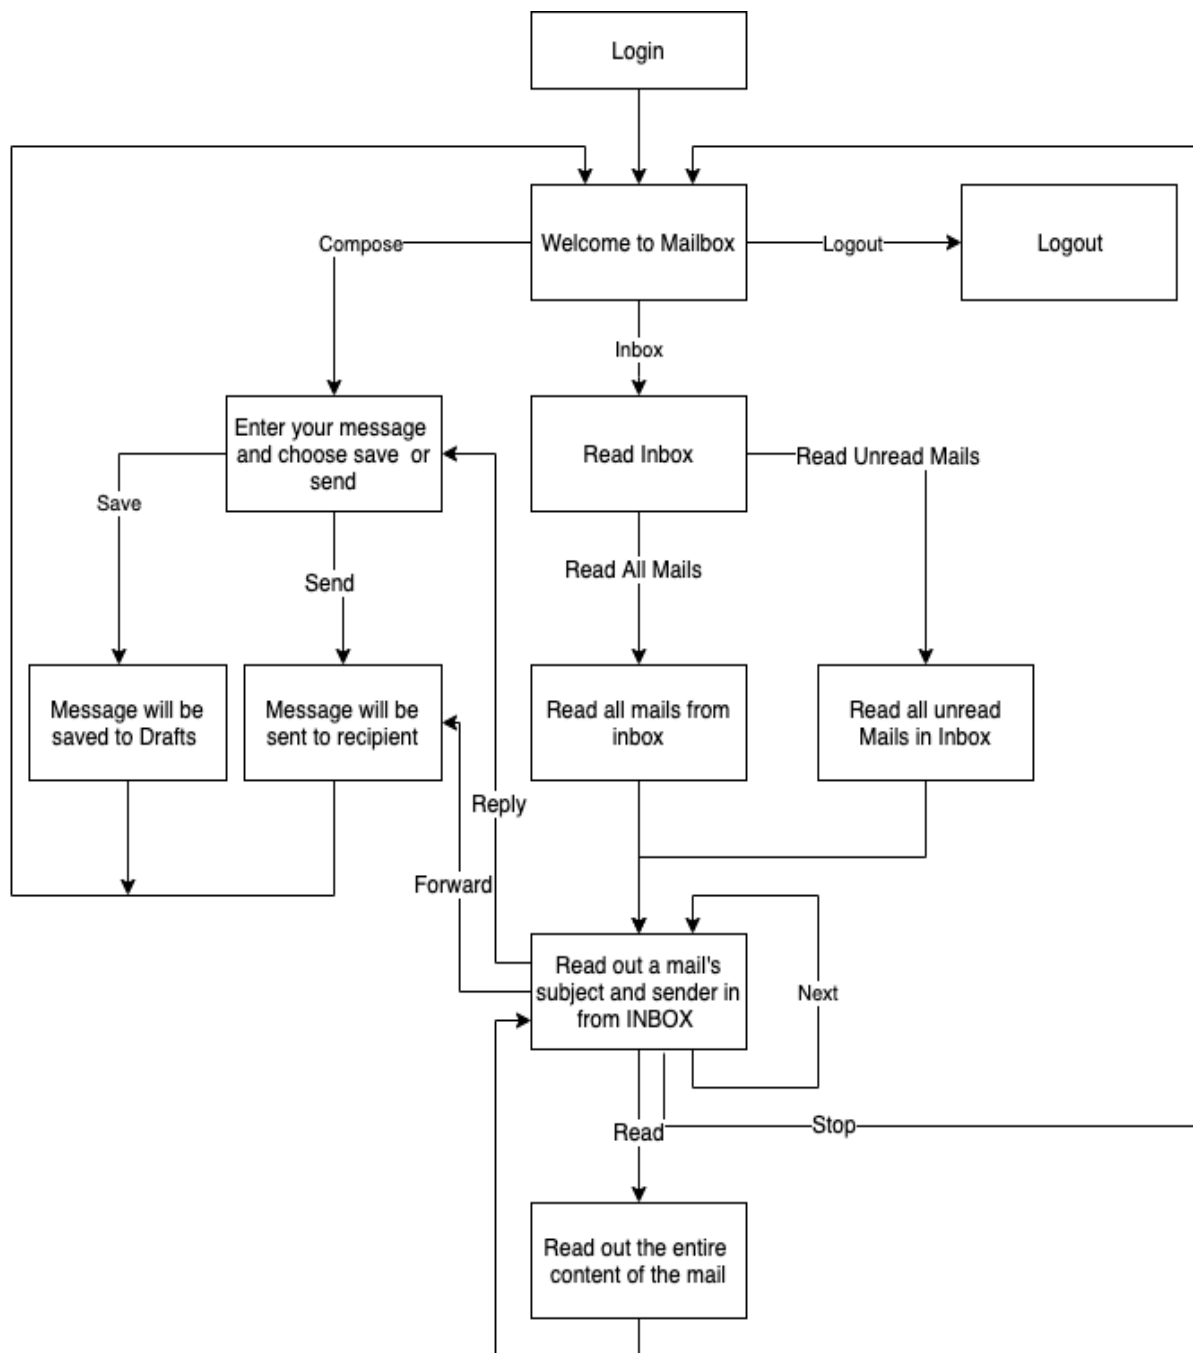 Login
Welcome to Mailbox
Compose
Logout
Logout
Inbox
Enter your message
and choose save or
send
Read Inbox
Read Unread Mails
Save
Send
Read All Mails
Message will be
saved to Drafts
Message will be
sent to recipient
Read all mails from
inbox
Read all unread
Mails in Inbox
Reply
Forward
Read out a mail's
subject and sender in
from INBOX
Next
Read
Stop
Read out the entire
content of the mail